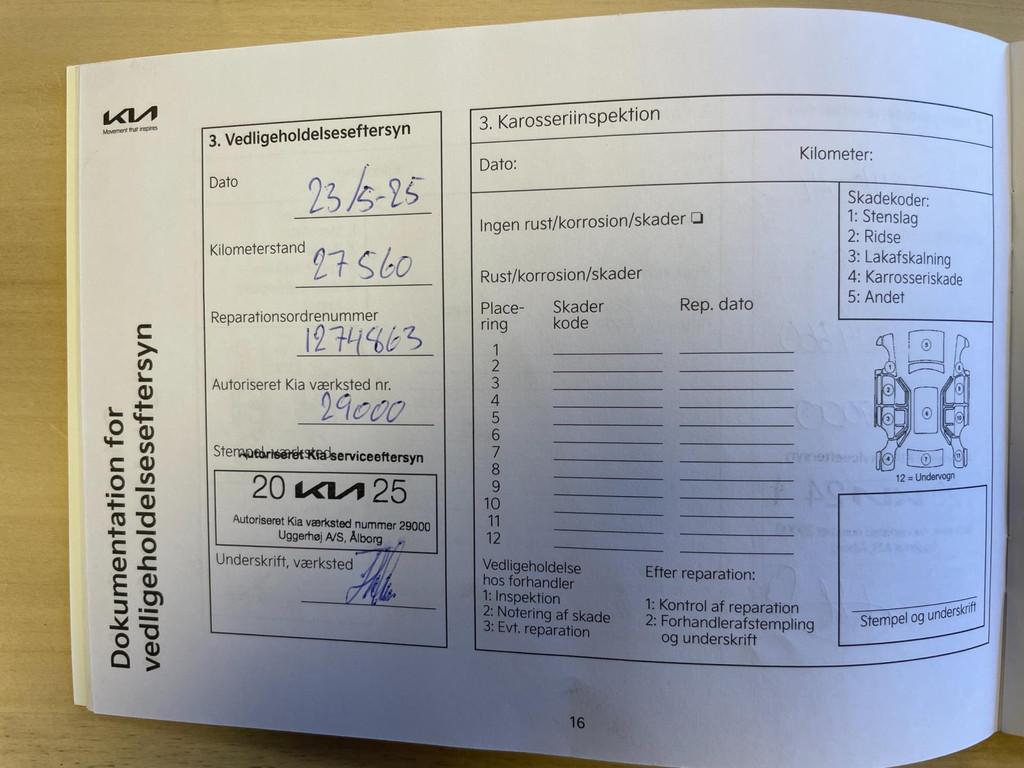 KIA
Movement that inspires
Dokumentation for
vedligeholdelseseftersyn
3. Vedligeholdelseseftersyn
Dato
23/5-25
Kilometerstand
27560
Reparationsordrenummer
1274863
Autoriseret Kia værksted nr.
29000
Stempel, værksted
Autoriseret Kia serviceeftersyn
20 KIA 25
Autoriseret Kia værksted nummer 29000
Uggerhøj A/S, Ålborg
Underskrift, værksted
3. Karosseriinspektion
Dato:
Kilometer:
Ingen rust/korrosion/skader ❏
Skadekoder:
1: Stenslag
2: Ridse
3: Lakafskalning
4: Karrosseriskade
5: Andet
Rust/korrosion/skader
Place-
ring
Skader
kode
Rep. dato
1
2
3
4
5
6
7
8
9
10
11
12
12 = Undervogn
Vedligeholdelse
hos forhandler
1: Inspektion
2: Notering af skade
3: Evt. reparation
Efter reparation:
1: Kontrol af reparation
2: Forhandlerafstempling
og underskrift
Stempel og underskrift
16